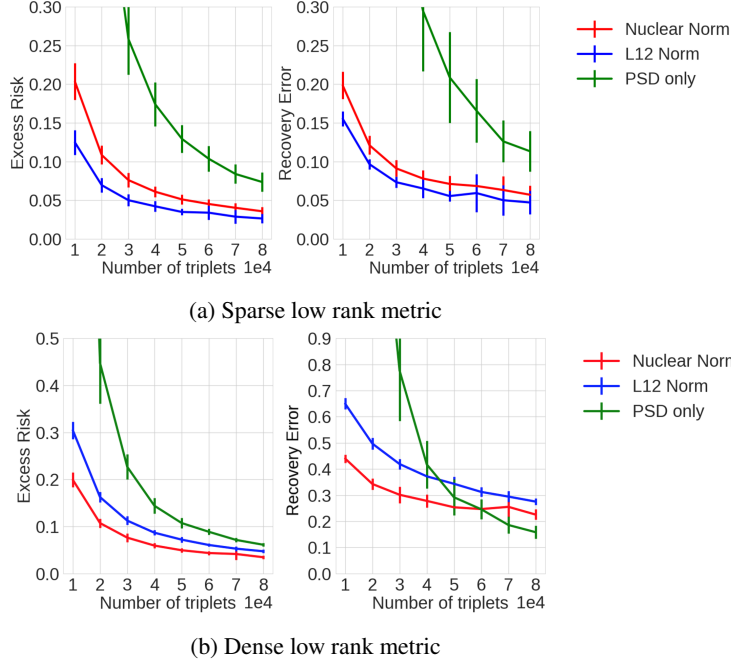 0.30
0.25
0.20
0.15
0.10
0.05
0.00
Excess Risk
1 2 3 4 5 6 7 8
Number of triplets 1e4
0.30
0.25
0.20
0.15
0.10
0.05
0.00
Recovery Error
1 2 3 4 5 6 7 8
Number of triplets 1e4
Nuclear Norm
L12 Norm
PSD only
(a) Sparse low rank metric
0.5
0.4
0.3
0.2
0.1
0.0
Excess Risk
1 2 3 4 5 6 7 8
Number of triplets 1e4
0.9
0.8
0.7
0.6
0.5
0.4
0.3
0.2
0.1
0.0
Recovery Error
1 2 3 4 5 6 7 8
Number of triplets 1e4
Nuclear Norr
L12 Norm
PSD only
(b) Dense low rank metric